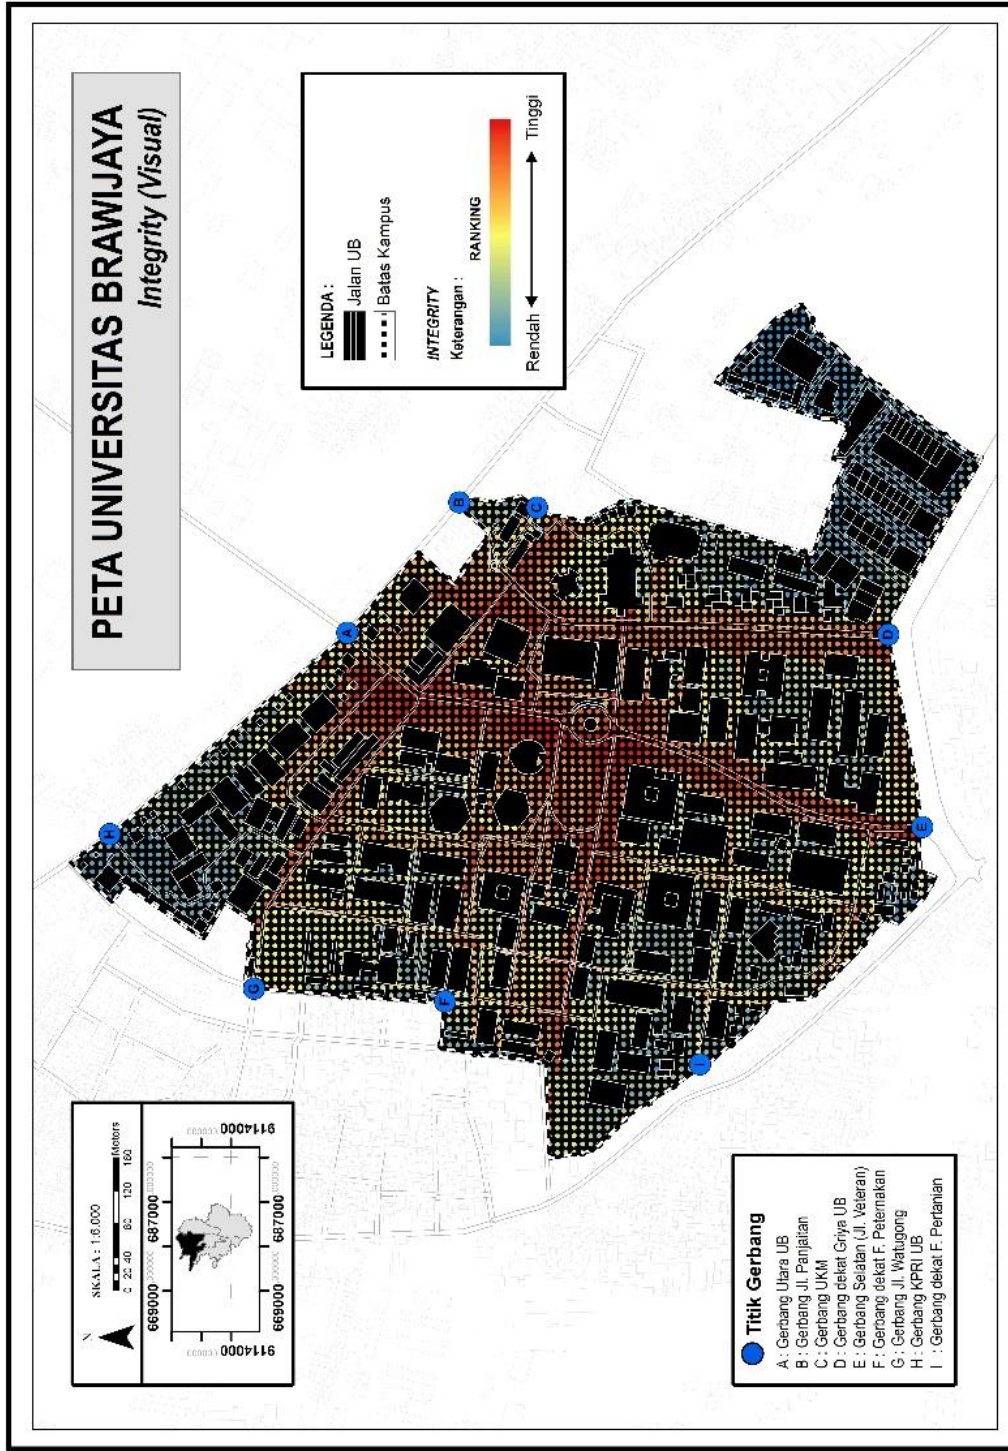 PETA UNIVERSITAS BRAWIJAYA
Integrity (Visual)
LEGENDA :
Jalan UB
Batas Kampus
INTEGRITY
Keterangan :
RANKING
Rendah
Tinggi
N
SKALA : 1:6.000
0 20 40 80 120 160
Meters
669000 687000
9114000
9114000
669000 687000
A
B
C
D
E
F
G
H
I
Titik Gerbang
A : Gerbang Utara UB
B : Gerbang Jl. Panjaitan
C : Gerbang UKM
D : Gerbang dekat Griya UB
E : Gerbang Selatan (Jl. Veteran)
F : Gerbang dekat F. Peternakan
G : Gerbang Jl. Watugong
H : Gerbang KPRI UB
I : Gerbang dekat F. Pertanian